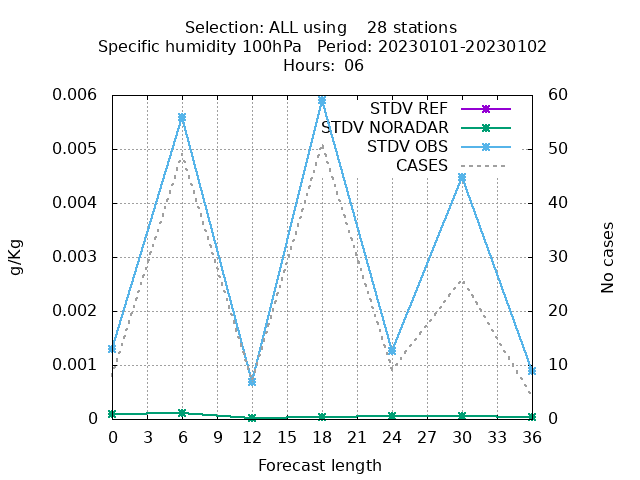 Selection: ALL using    28 stations
Specific humidity 100hPa   Period: 20230101-20230102
Hours:  06
STDV REF
STDV NORADAR
STDV OBS
CASES
0.006
0.005
0.004
0.003
0.002
0.001
0
60
50
40
30
20
10
0
g/Kg
No cases
0 3 6 9 12 15 18 21 24 27 30 33 36
Forecast length